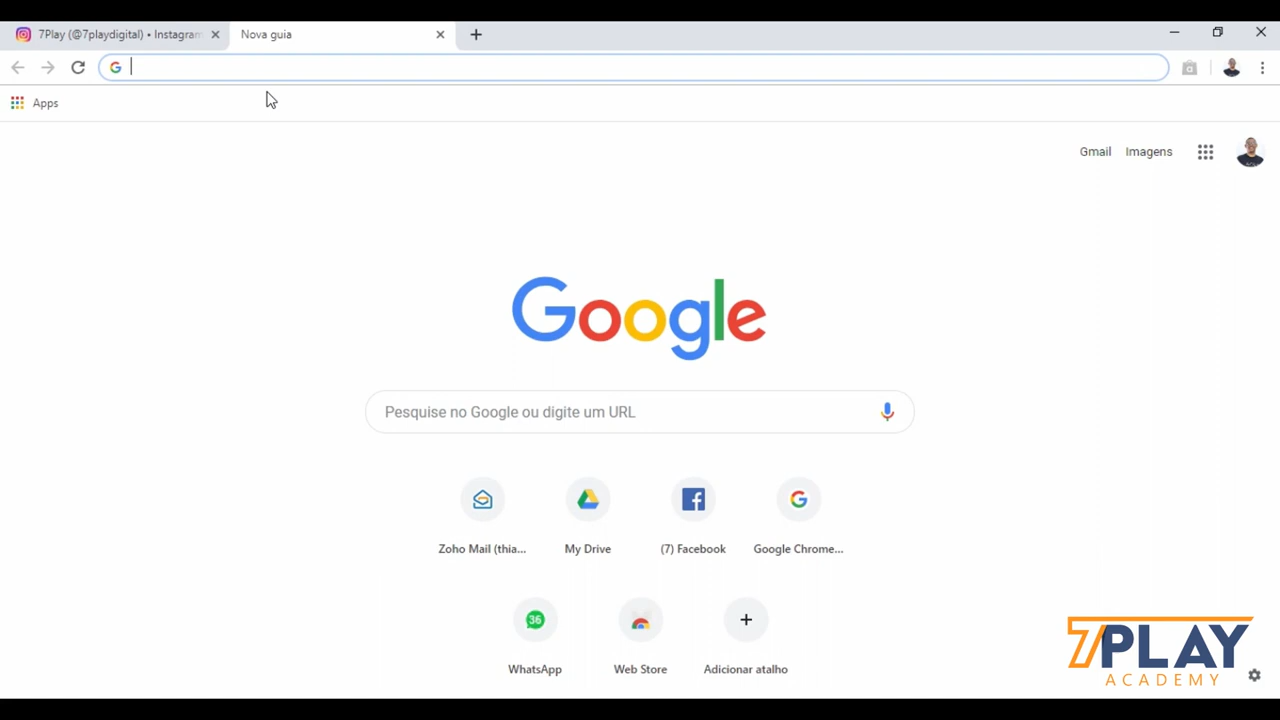 7Play (@7playdigital) • Instagram
Nova guia
Apps
Gmail
Imagens
Google
Pesquise no Google ou digite um URL
Zoho Mail (thia...
My Drive
(7) Facebook
Google Chrome...
36
WhatsApp
Web Store
Adicionar atalho
7PLAY
ACADEMY